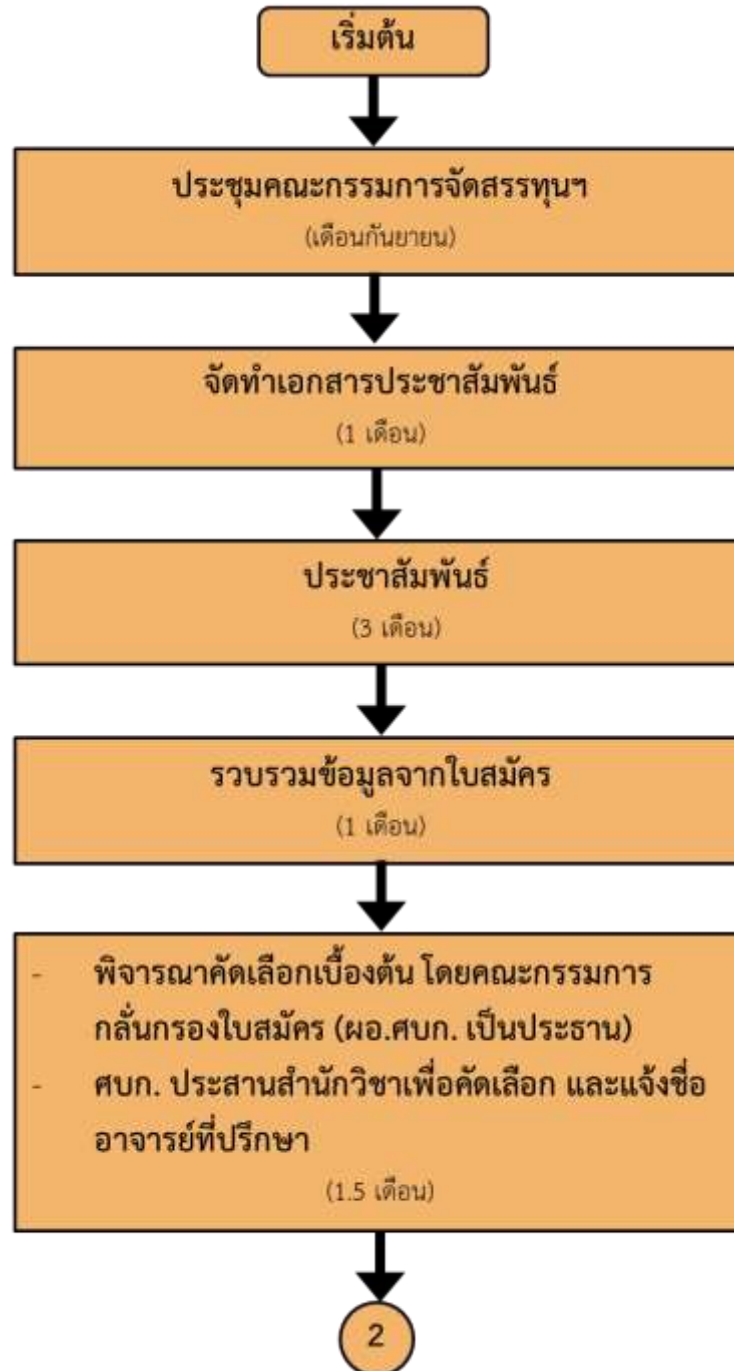 เริ่มต้น
ประชุมคณะกรรมการจัดสรรทุนฯ
(เดือนกันยายน)
จัดทำเอกสารประชาสัมพันธ์
(1 เดือน)
ประชาสัมพันธ์
(3 เดือน)
รวบรวมข้อมูลจากใบสมัคร
(1 เดือน)
- พิจารณาคัดเลือกเบื้องต้น โดยคณะกรรมการ
กลั่นกรองใบสมัคร (ผอ.ศบก. เป็นประธาน)
- ศบก. ประสานสำนักวิชาเพื่อคัดเลือก และแจ้งชื่อ
อาจารย์ที่ปรึกษา
(1.5 เดือน)
2